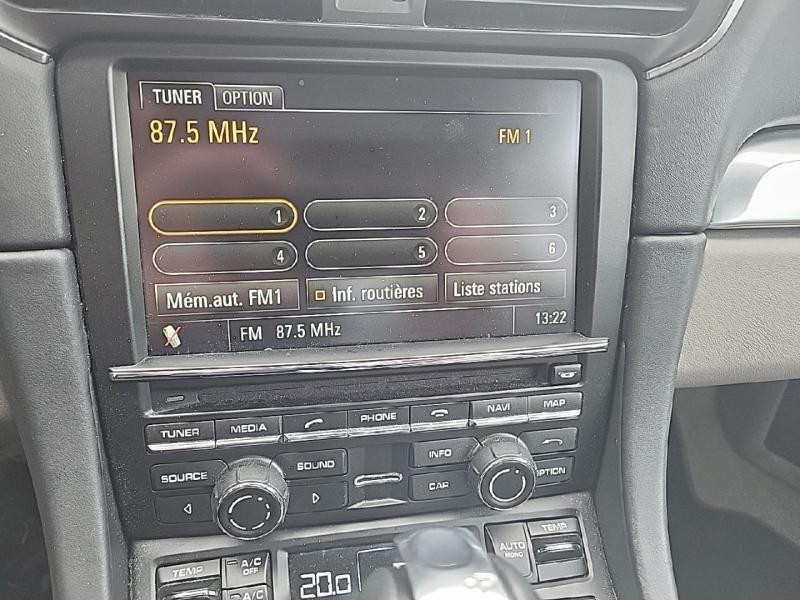 TUNER OPTION
87.5 MHz FM 1
1 2 3
4 5 6
Mém.aut. FM1 Inf. routières Liste stations
FM 87.5 MHz 13:22
TUNER MEDIA PHONE NAVI MAP
SOURCE SOUND INFO
CAR OPTION
TEMP A/C OFF AUTO MONO TEMP
A/C 20.0